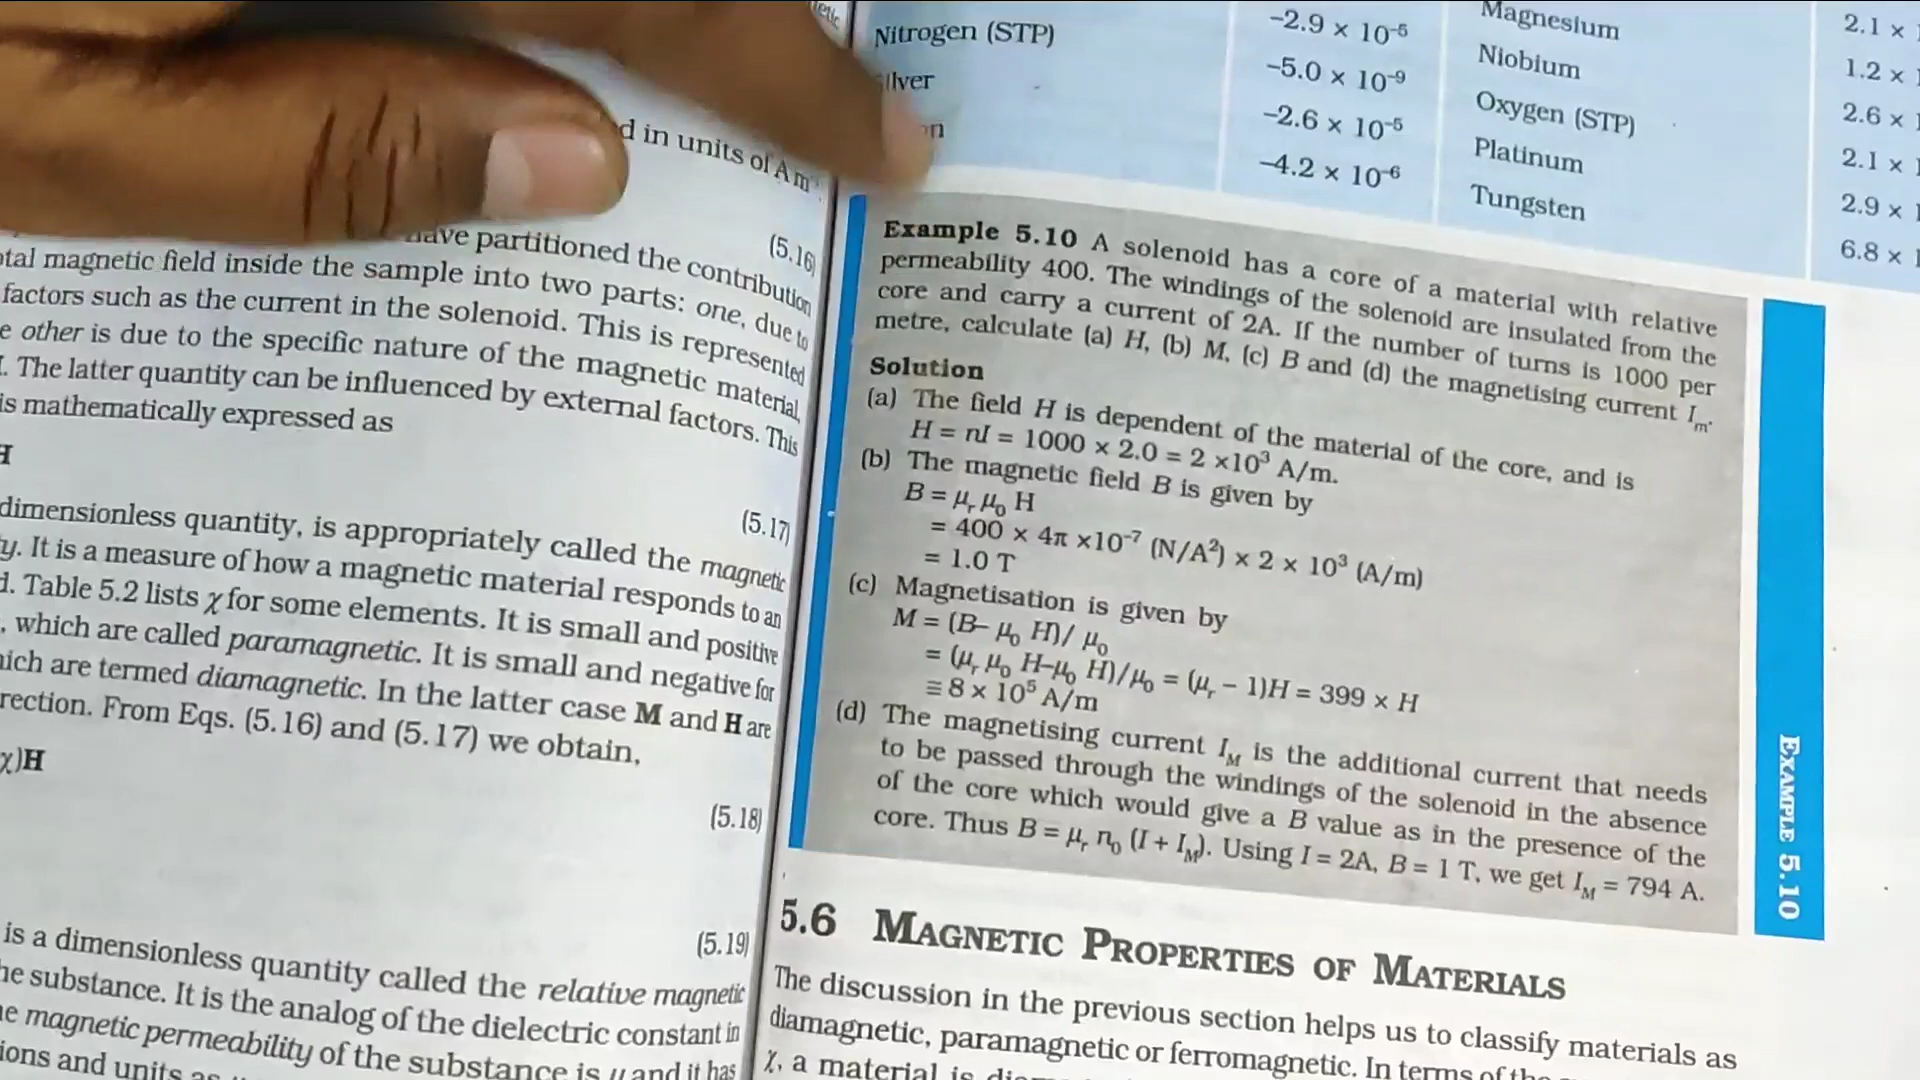 d in units of A m
(5.16)
have partitioned the contribution
otal magnetic field inside the sample into two parts: one, due to
factors such as the current in the solenoid. This is represented
e other is due to the specific nature of the magnetic material,
. The latter quantity can be influenced by external factors. This
is mathematically expressed as
H
(5.17)
dimensionless quantity, is appropriately called the magnetic
y. It is a measure of how a magnetic material responds to an
d. Table 5.2 lists χ for some elements. It is small and positive
, which are called paramagnetic. It is small and negative for
hich are termed diamagnetic. In the latter case M and H are
rection. From Eqs. (5.16) and (5.17) we obtain,
χ)H
(5.18)
(5.19)
is a dimensionless quantity called the relative magnetic
he substance. It is the analog of the dielectric constant in
e magnetic permeability of the substance is μ and it has
ions and units as
Nitrogen (STP) −2.9 × 10⁻⁵ Magnesium 2.1 ×
lver −5.0 × 10⁻⁹ Niobium 1.2 ×
on −2.6 × 10⁻⁵ Oxygen (STP) 2.6 ×
−4.2 × 10⁻⁶ Platinum 2.1 ×
Tungsten 2.9 ×
6.8 ×
Example 5.10 A solenoid has a core of a material with relative
permeability 400. The windings of the solenoid are insulated from the
core and carry a current of 2A. If the number of turns is 1000 per
metre, calculate (a) H, (b) M, (c) B and (d) the magnetising current Iₘ.
Solution
(a) The field H is dependent of the material of the core, and is
H = nI = 1000 × 2.0 = 2 ×10³ A/m.
(b) The magnetic field B is given by
B = μᵣ μ₀ H
= 400 × 4π ×10⁻⁷ (N/A²) × 2 × 10³ (A/m)
= 1.0 T
(c) Magnetisation is given by
M = (B– μ₀ H)/ μ₀
= (μᵣ μ₀ H–μ₀ H)/μ₀ = (μᵣ – 1)H = 399 × H
≅ 8 × 10⁵ A/m
(d) The magnetising current I_M is the additional current that needs
to be passed through the windings of the solenoid in the absence
of the core which would give a B value as in the presence of the
core. Thus B = μᵣ n₀ (I + I_M). Using I = 2A, B = 1 T, we get I_M = 794 A.
EXAMPLE 5.10
5.6 MAGNETIC PROPERTIES OF MATERIALS
The discussion in the previous section helps us to classify materials as
diamagnetic, paramagnetic or ferromagnetic. In terms of the
χ, a material is